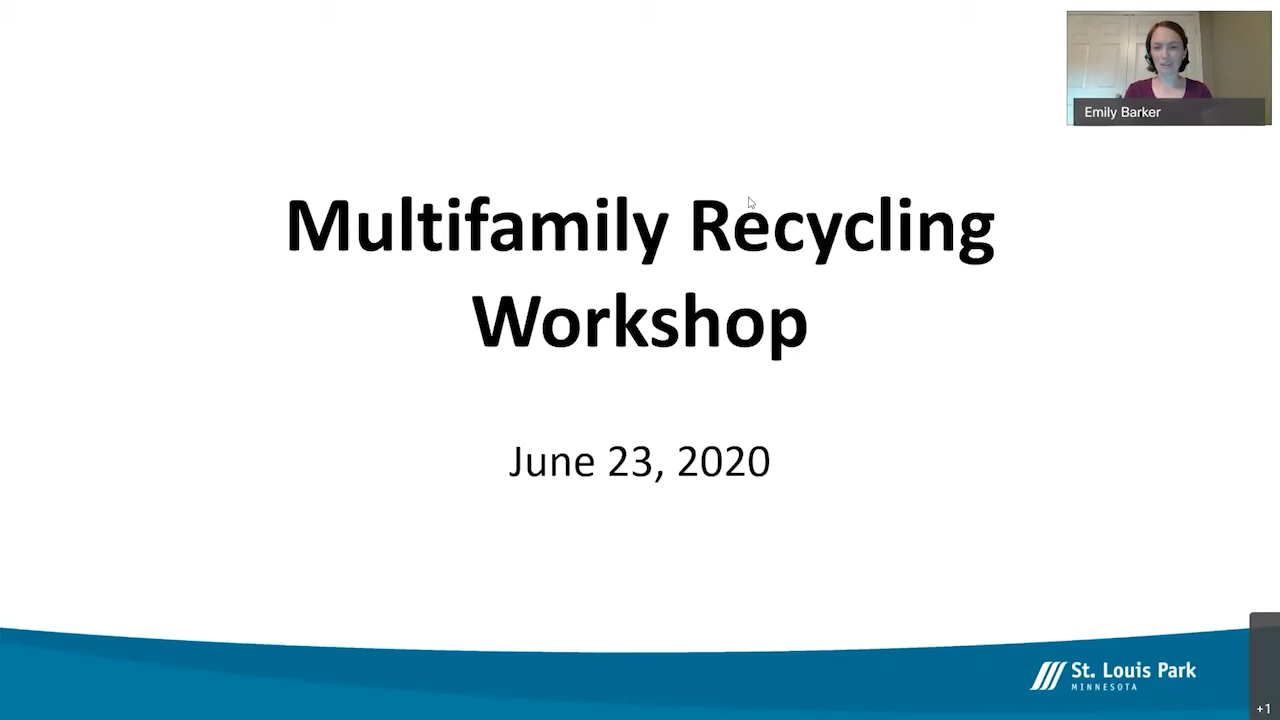 Emily Barker
Multifamily Recycling
Workshop
June 23, 2020
St. Louis Park
MINNESOTA
+1